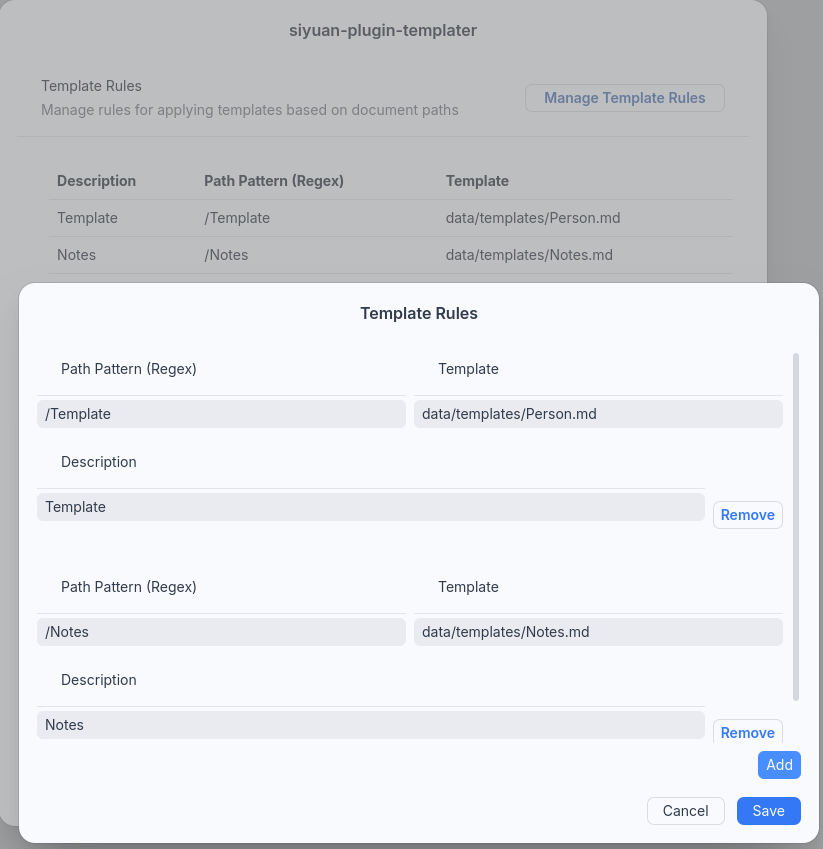 siyuan-plugin-templater
Template Rules
Manage rules for applying templates based on document paths
Manage Template Rules
Description Path Pattern (Regex) Template
Template /Template data/templates/Person.md
Notes /Notes data/templates/Notes.md
Template Rules
Path Pattern (Regex) Template
/Template data/templates/Person.md
Description
Template
Remove
Path Pattern (Regex) Template
/Notes data/templates/Notes.md
Description
Notes
Remove
Add
Cancel Save